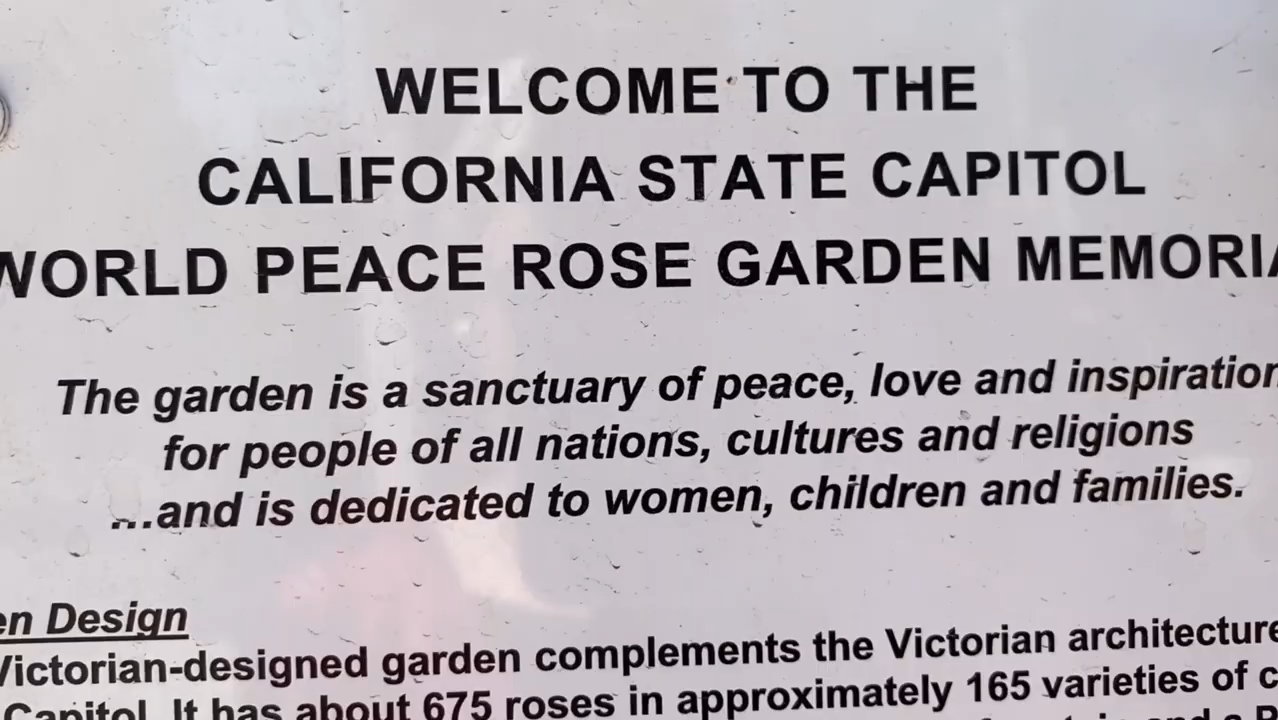 WELCOME TO THE
CALIFORNIA STATE CAPITOL
WORLD PEACE ROSE GARDEN MEMORIA
The garden is a sanctuary of peace, love and inspiration
for people of all nations, cultures and religions
...and is dedicated to women, children and families.
en Design
Victorian-designed garden complements the Victorian architecture
Capitol. It has about 675 roses in approximately 165 varieties of c